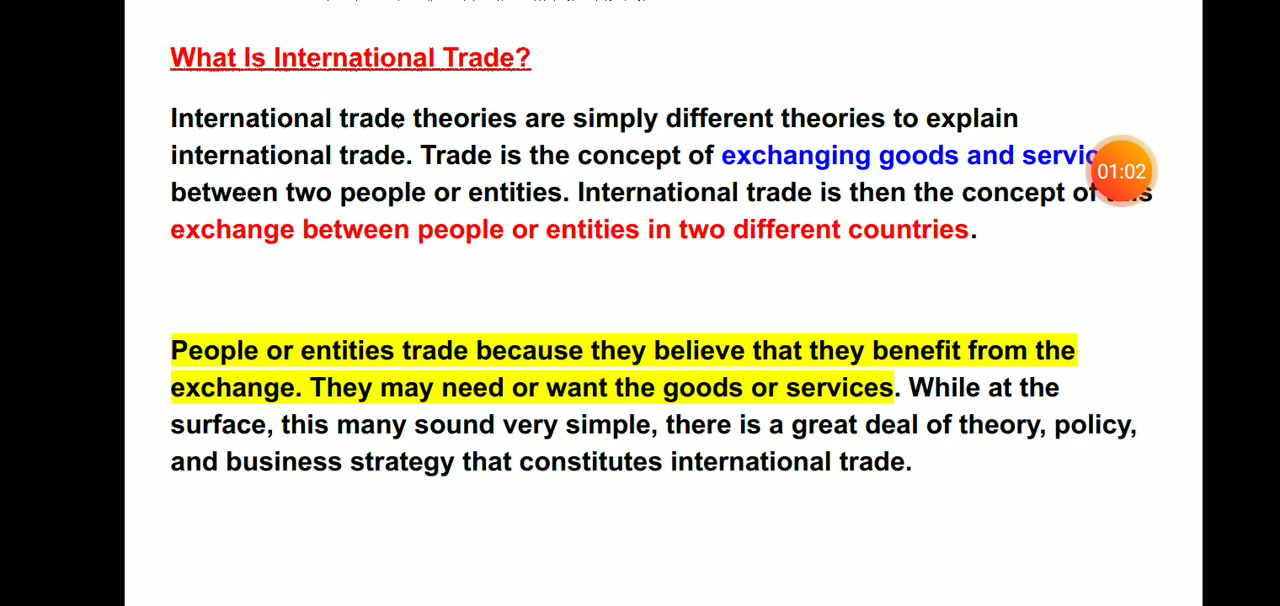 What Is International Trade?
International trade theories are simply different theories to explain
international trade. Trade is the concept of exchanging goods and
01:02
between two people or entities. International trade is then the concept of
exchange between people or entities in two different countries.
People or entities trade because they believe that they benefit from the
exchange. They may need or want the goods or services. While at the
surface, this many sound very simple, there is a great deal of theory, policy,
and business strategy that constitutes international trade.